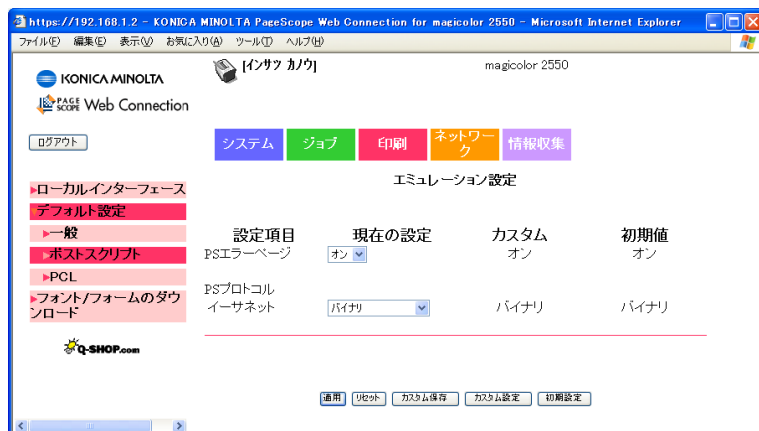 https://192.168.1.2 - KONICA MINOLTA PageScope Web Connection for magicolor 2550 - Microsoft Internet Explorer
ファイル(F) 編集(E) 表示(V) お気に入り(A) ツール(T) ヘルプ(H)
KONICA MINOLTA
[インサツ カノウ]
magicolor 2550
PAGE SCOPE Web Connection
ログアウト
システム
ジョブ
印刷
ネットワーク
情報収集
エミュレーション設定
ローカルインターフェース
デフォルト設定
一般
ポストスクリプト
PCL
フォント/フォームのダウ
ンロード
Q-SHOP.com
設定項目 現在の設定 カスタム 初期値
PSエラーページ オン オン オン
PSプロトコル
イーサネット バイナリ バイナリ バイナリ
適用 リセット カスタム保存 カスタム設定 初期設定